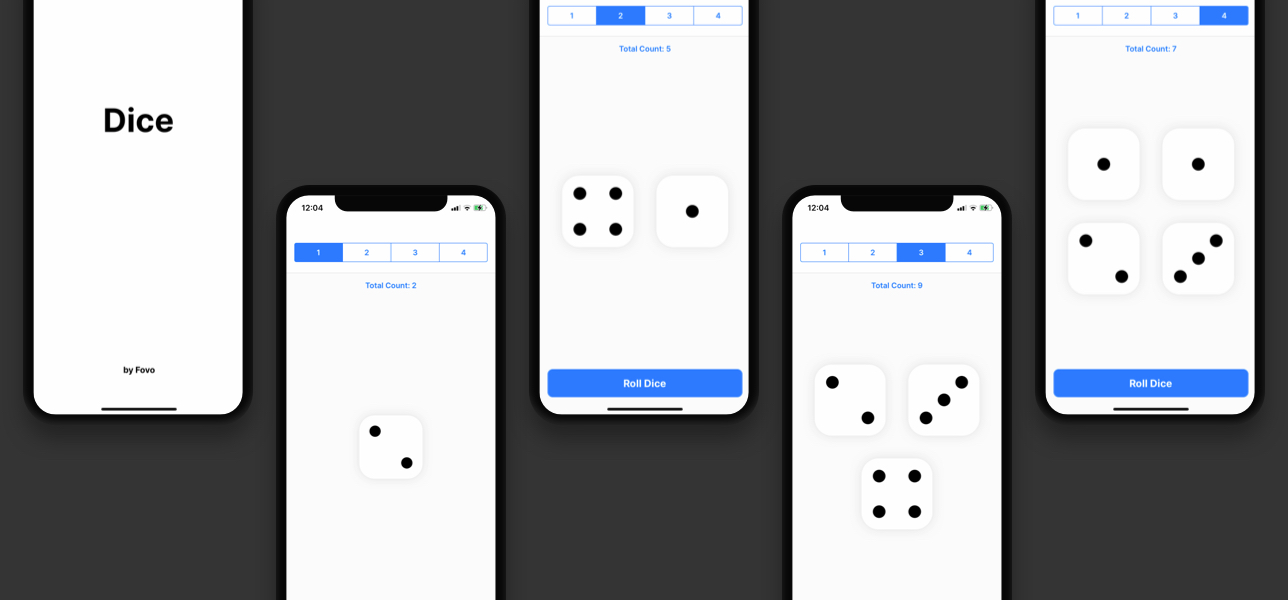 Dice
by Fovo
12:04
1 2 3 4
Total Count: 2
1 2 3 4
Total Count: 5
Roll Dice
12:04
1 2 3 4
Total Count: 9
1 2 3 4
Total Count: 7
Roll Dice